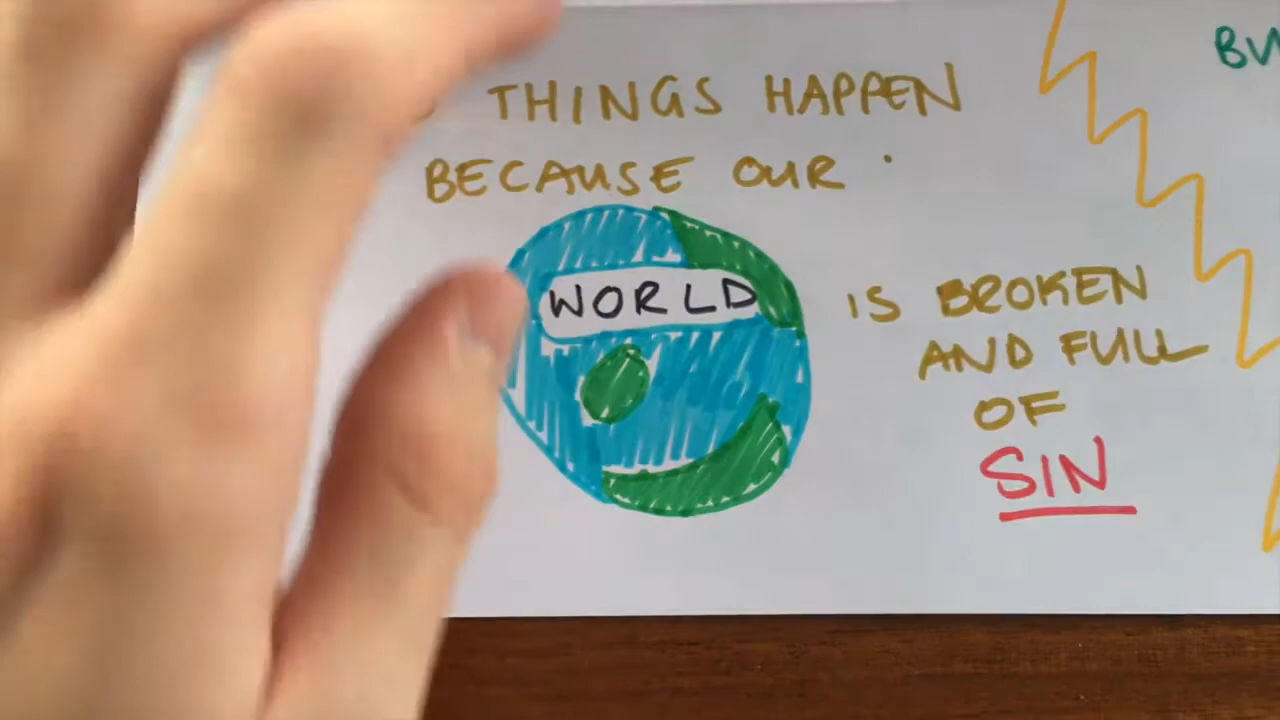 THINGS HAPPEN
BECAUSE OUR
WORLD
IS BROKEN
AND FULL
OF
SIN